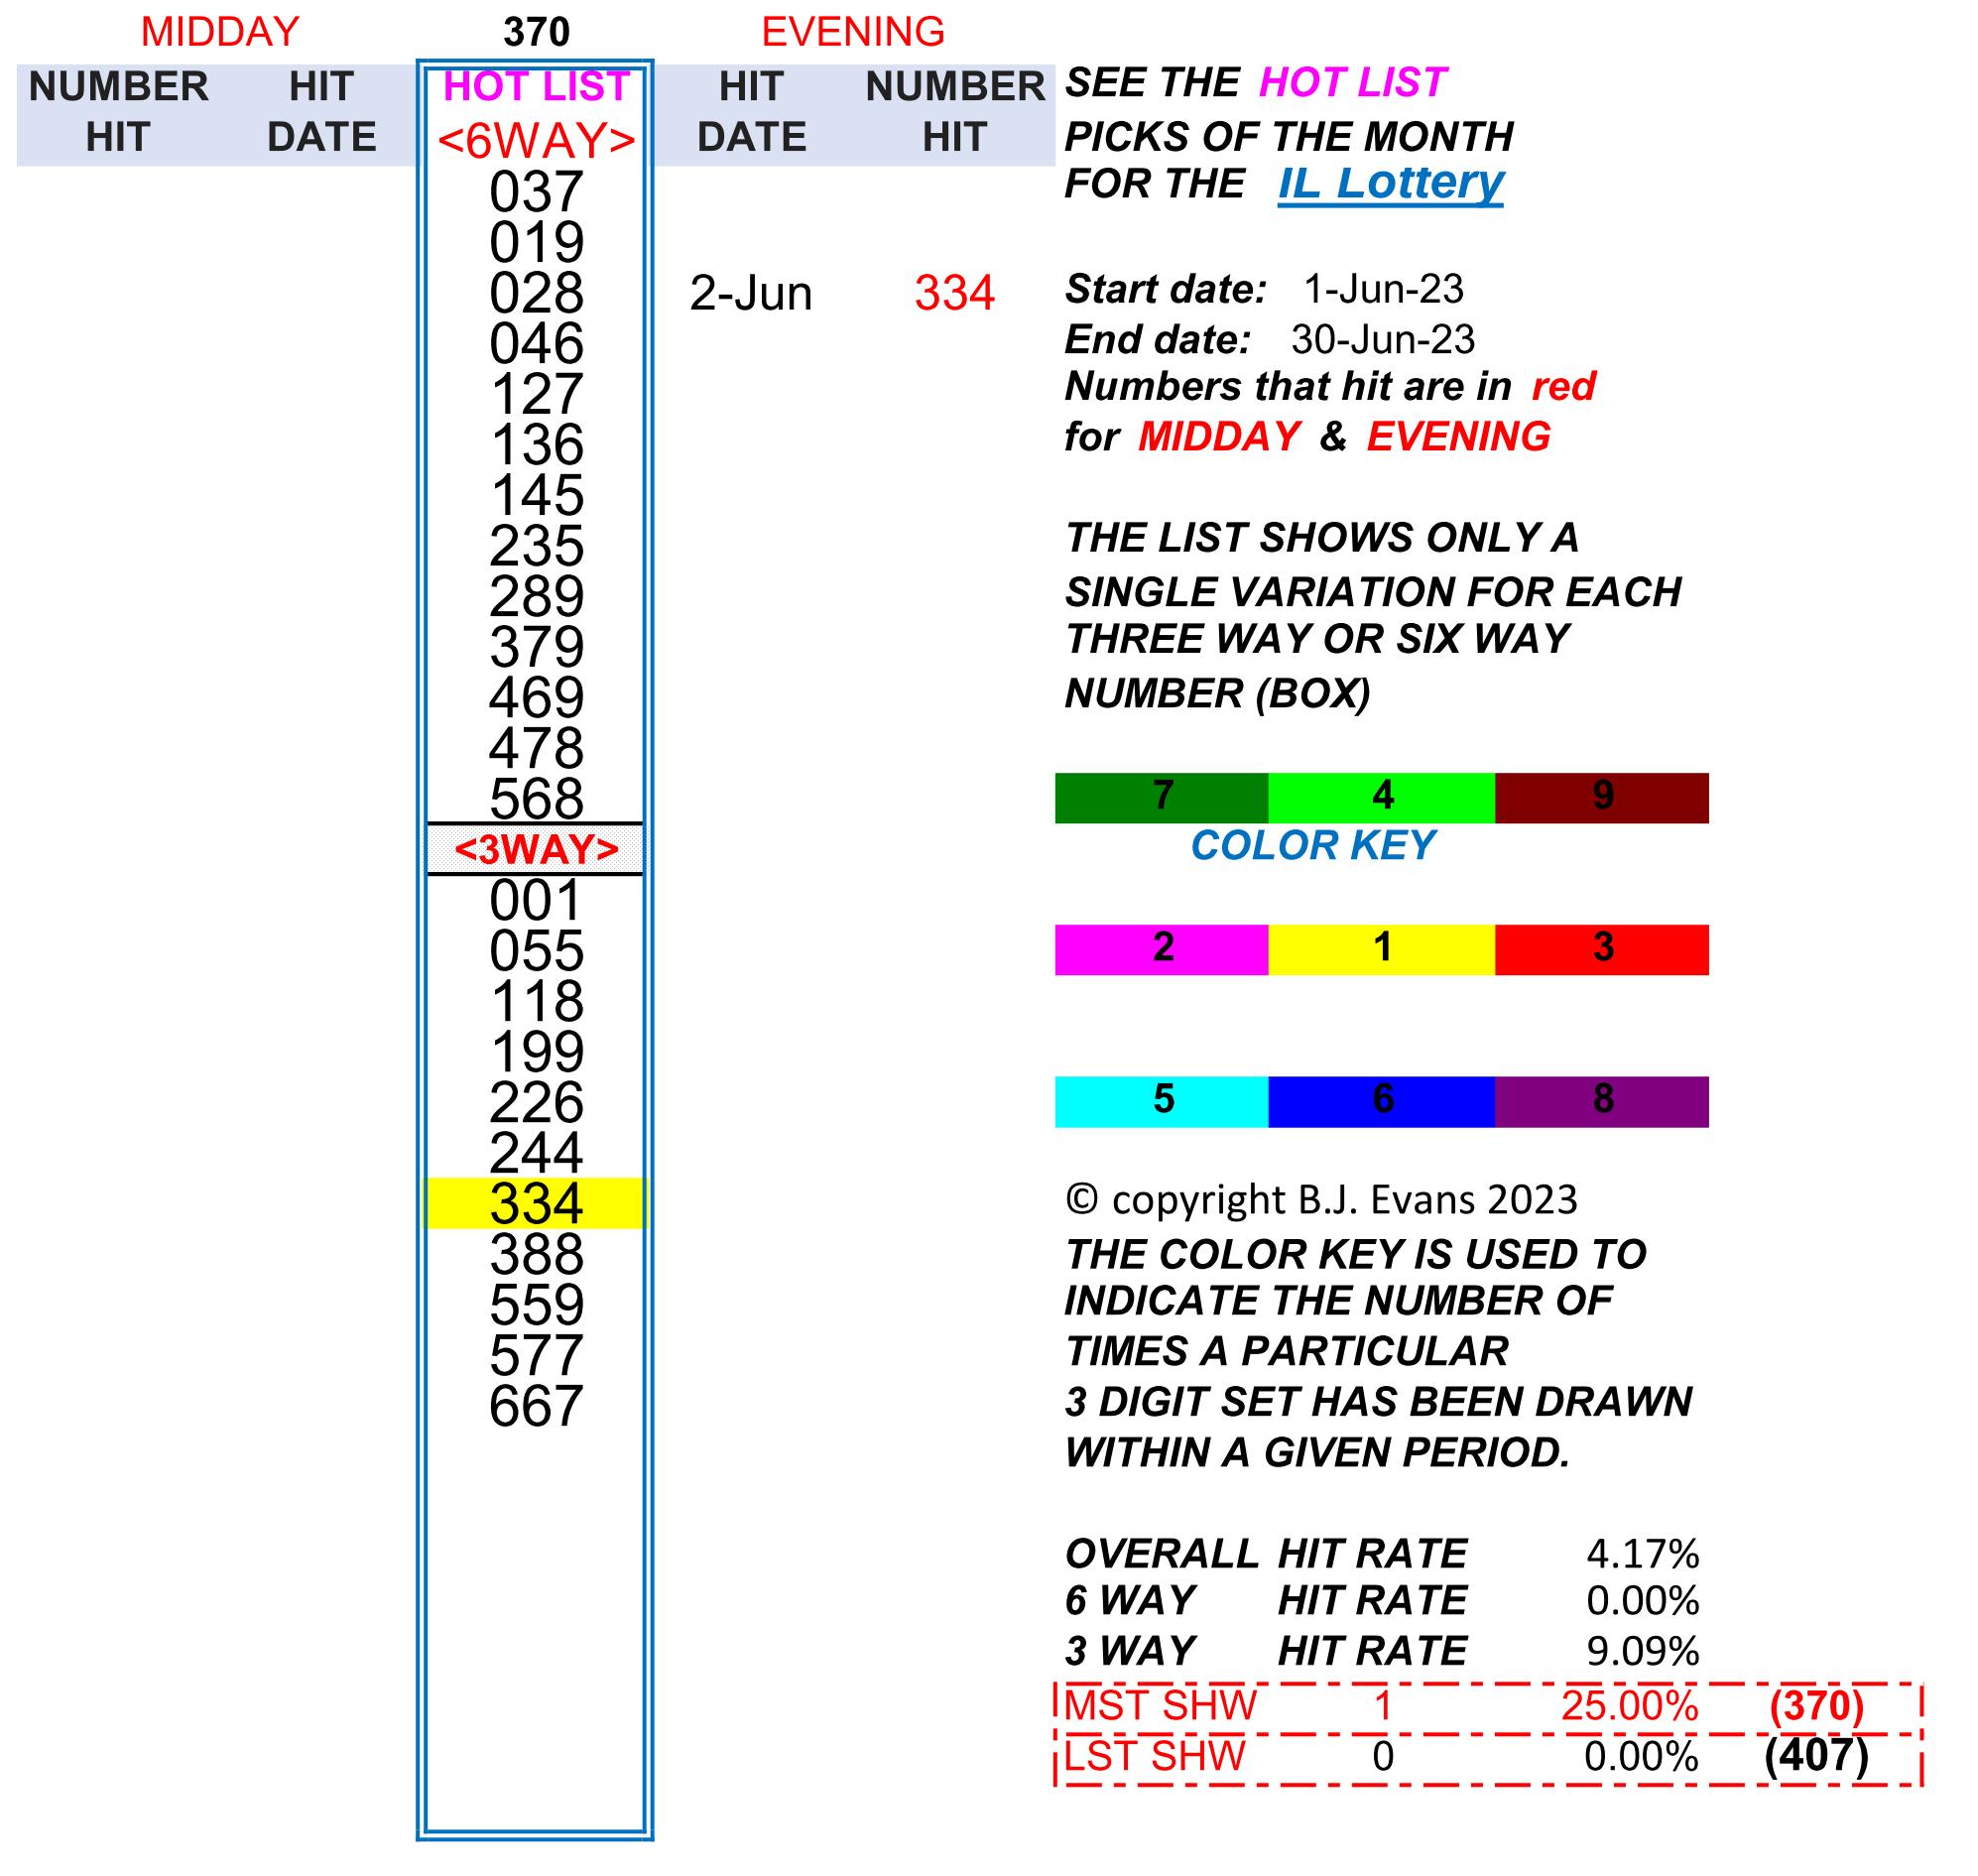 MIDDAY 370 EVENING
NUMBER HIT HOT LIST HIT NUMBER
HIT DATE <6WAY> DATE HIT
037
019
028 2-Jun 334
046
127
136
145
235
289
379
469
478
568
<3WAY>
001
055
118
199
226
244
334
388
559
577
667
SEE THE HOT LIST
PICKS OF THE MONTH
FOR THE IL Lottery
Start date: 1-Jun-23
End date: 30-Jun-23
Numbers that hit are in red
for MIDDAY & EVENING
THE LIST SHOWS ONLY A
SINGLE VARIATION FOR EACH
THREE WAY OR SIX WAY
NUMBER (BOX)
7 4 9
COLOR KEY
2 1 3
5 6 8
© copyright B.J. Evans 2023
THE COLOR KEY IS USED TO
INDICATE THE NUMBER OF
TIMES A PARTICULAR
3 DIGIT SET HAS BEEN DRAWN
WITHIN A GIVEN PERIOD.
OVERALL HIT RATE 4.17%
6 WAY HIT RATE 0.00%
3 WAY HIT RATE 9.09%
MST SHW 1 25.00% (370)
LST SHW 0 0.00% (407)